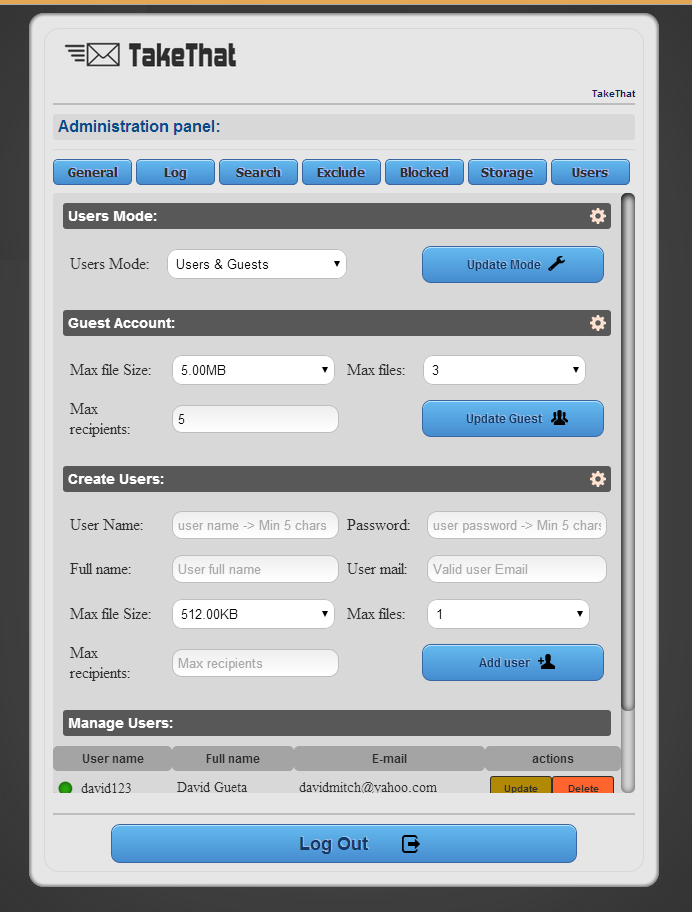 TakeThat
TakeThat
Administration panel:
General Log Search Exclude Blocked Storage Users
Users Mode:
Users Mode: Users & Guests Update Mode
Guest Account:
Max file Size: 5.00MB Max files: 3
Max recipients: 5 Update Guest
Create Users:
User Name: user name -> Min 5 chars Password: user password -> Min 5 chars
Full name: User full name User mail: Valid user Email
Max file Size: 512.00KB Max files: 1
Max recipients: Max recipients Add user
Manage Users:
User name Full name E-mail actions
david123 David Gueta davidmitch@yahoo.com Update Delete
Log Out